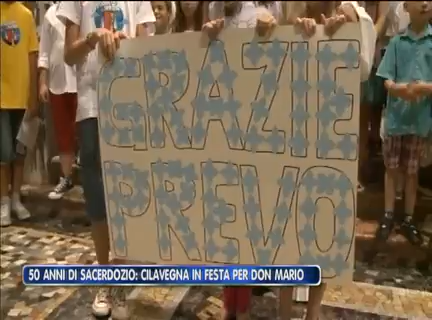 GRAZIE
PREVO
50 ANNI DI SACERDOZIO: CILAVEGNA IN FESTA PER DON MARIO